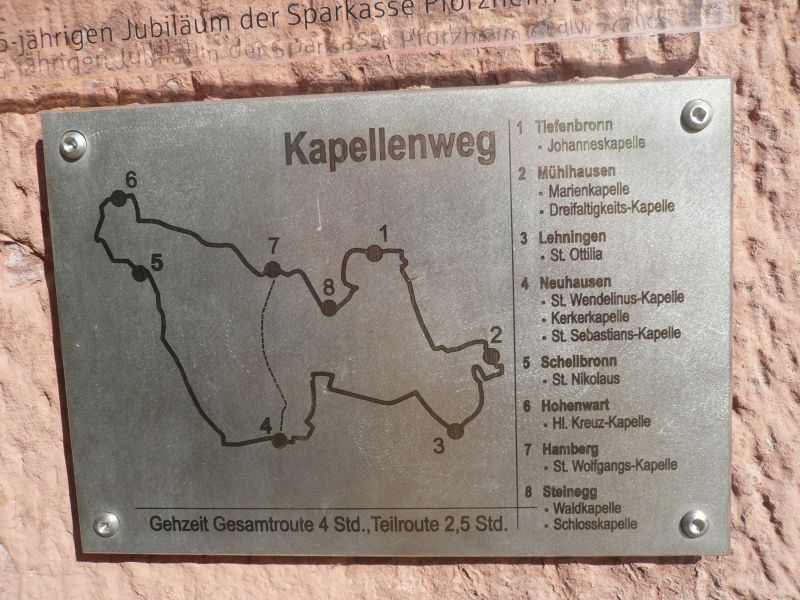 5-jährigen Jubiläum der Sparkasse Pforzheim
Kapellenweg
6
5
7
8
1
2
3
4
1 Tiefenbronn
• Johanneskapelle
2 Mühlhausen
• Marienkapelle
• Dreifaltigkeits-Kapelle
3 Lehningen
• St. Ottilia
4 Neuhausen
• St. Wendelinus-Kapelle
• Kerkerkapelle
• St. Sebastians-Kapelle
5 Schellbronn
• St. Nikolaus
6 Hohenwart
• Hl. Kreuz-Kapelle
7 Hamberg
• St. Wolfgangs-Kapelle
8 Steinegg
• Waldkapelle
• Schlosskapelle
Gehzeit Gesamtroute 4 Std.,Teilroute 2,5 Std.